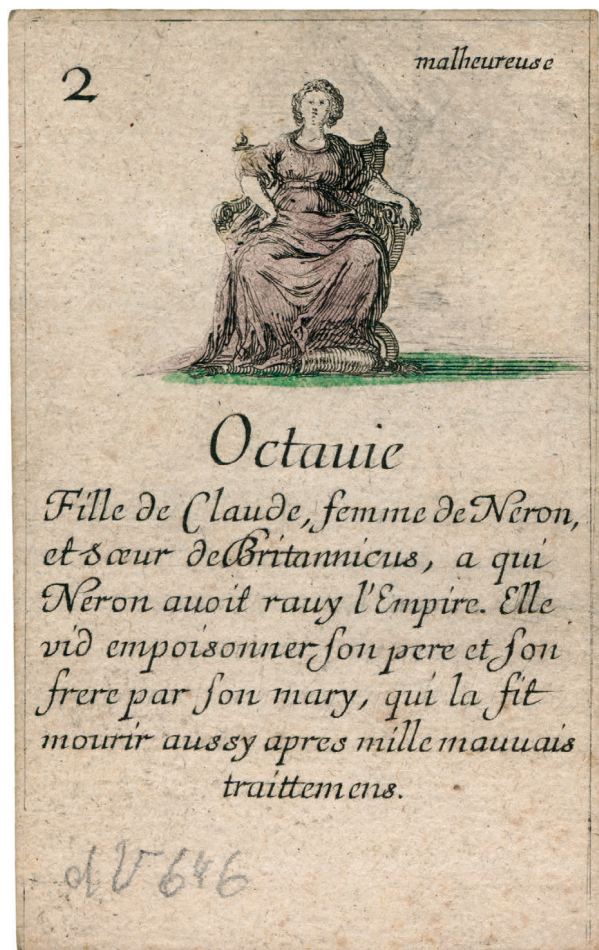 2
malheureuse
Octauie
Fille de Claude, femme de Neron,
et sœur de Britannicus, a qui
Neron auoit rauy l'Empire. Elle
vid empoisonner son pere et son
frere par son mary, qui la fit
mourir aussy apres mille mauuais
traittemens.
d V 646